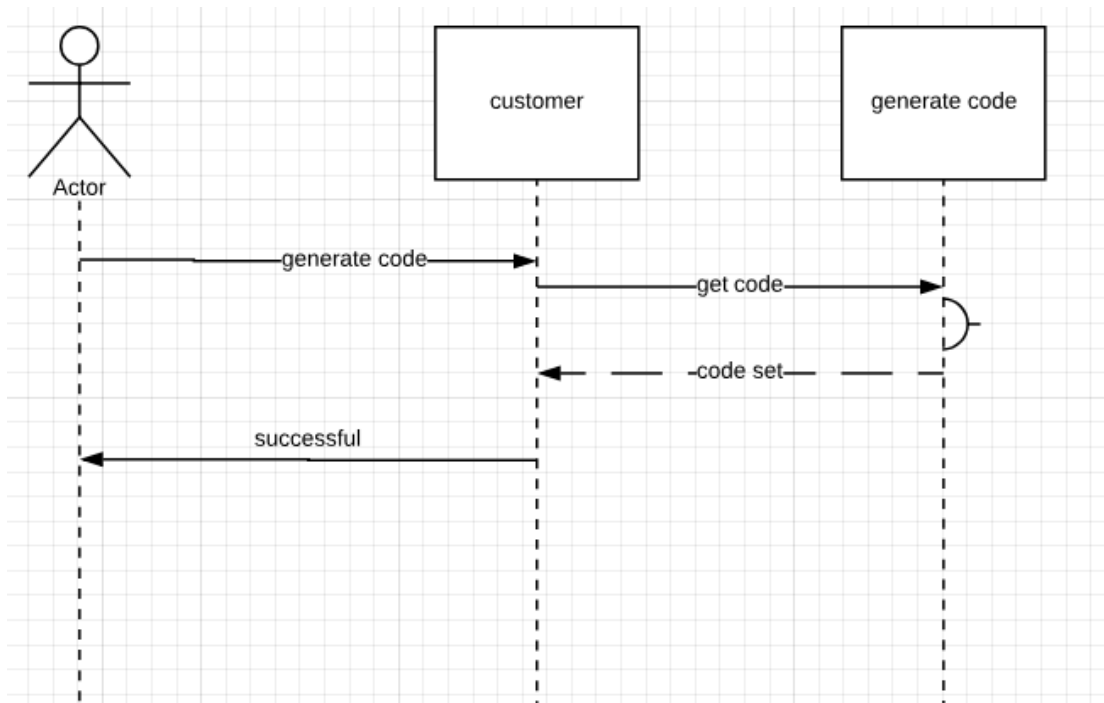 customer
generate code
Actor
generate code
get code
code set
successful